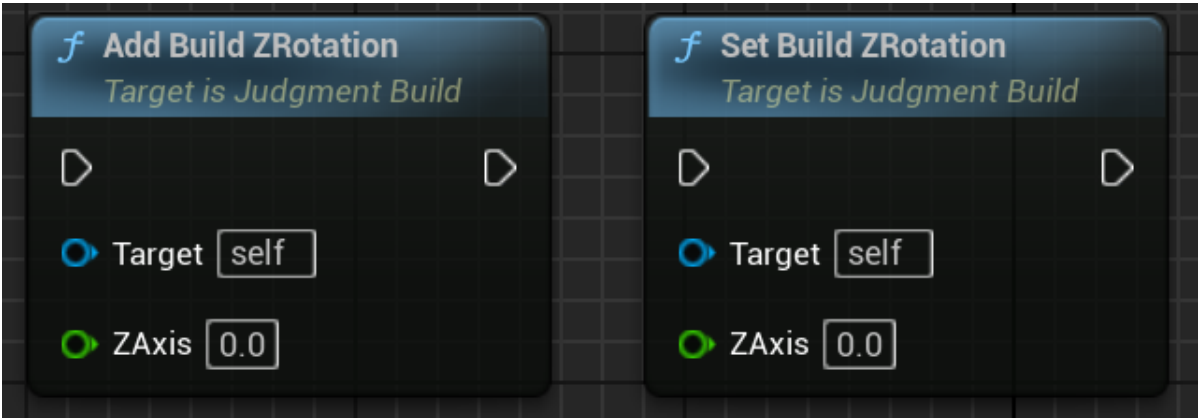 Add Build ZRotation
Target is Judgment Build
Target self
ZAxis 0.0
Set Build ZRotation
Target is Judgment Build
Target self
ZAxis 0.0